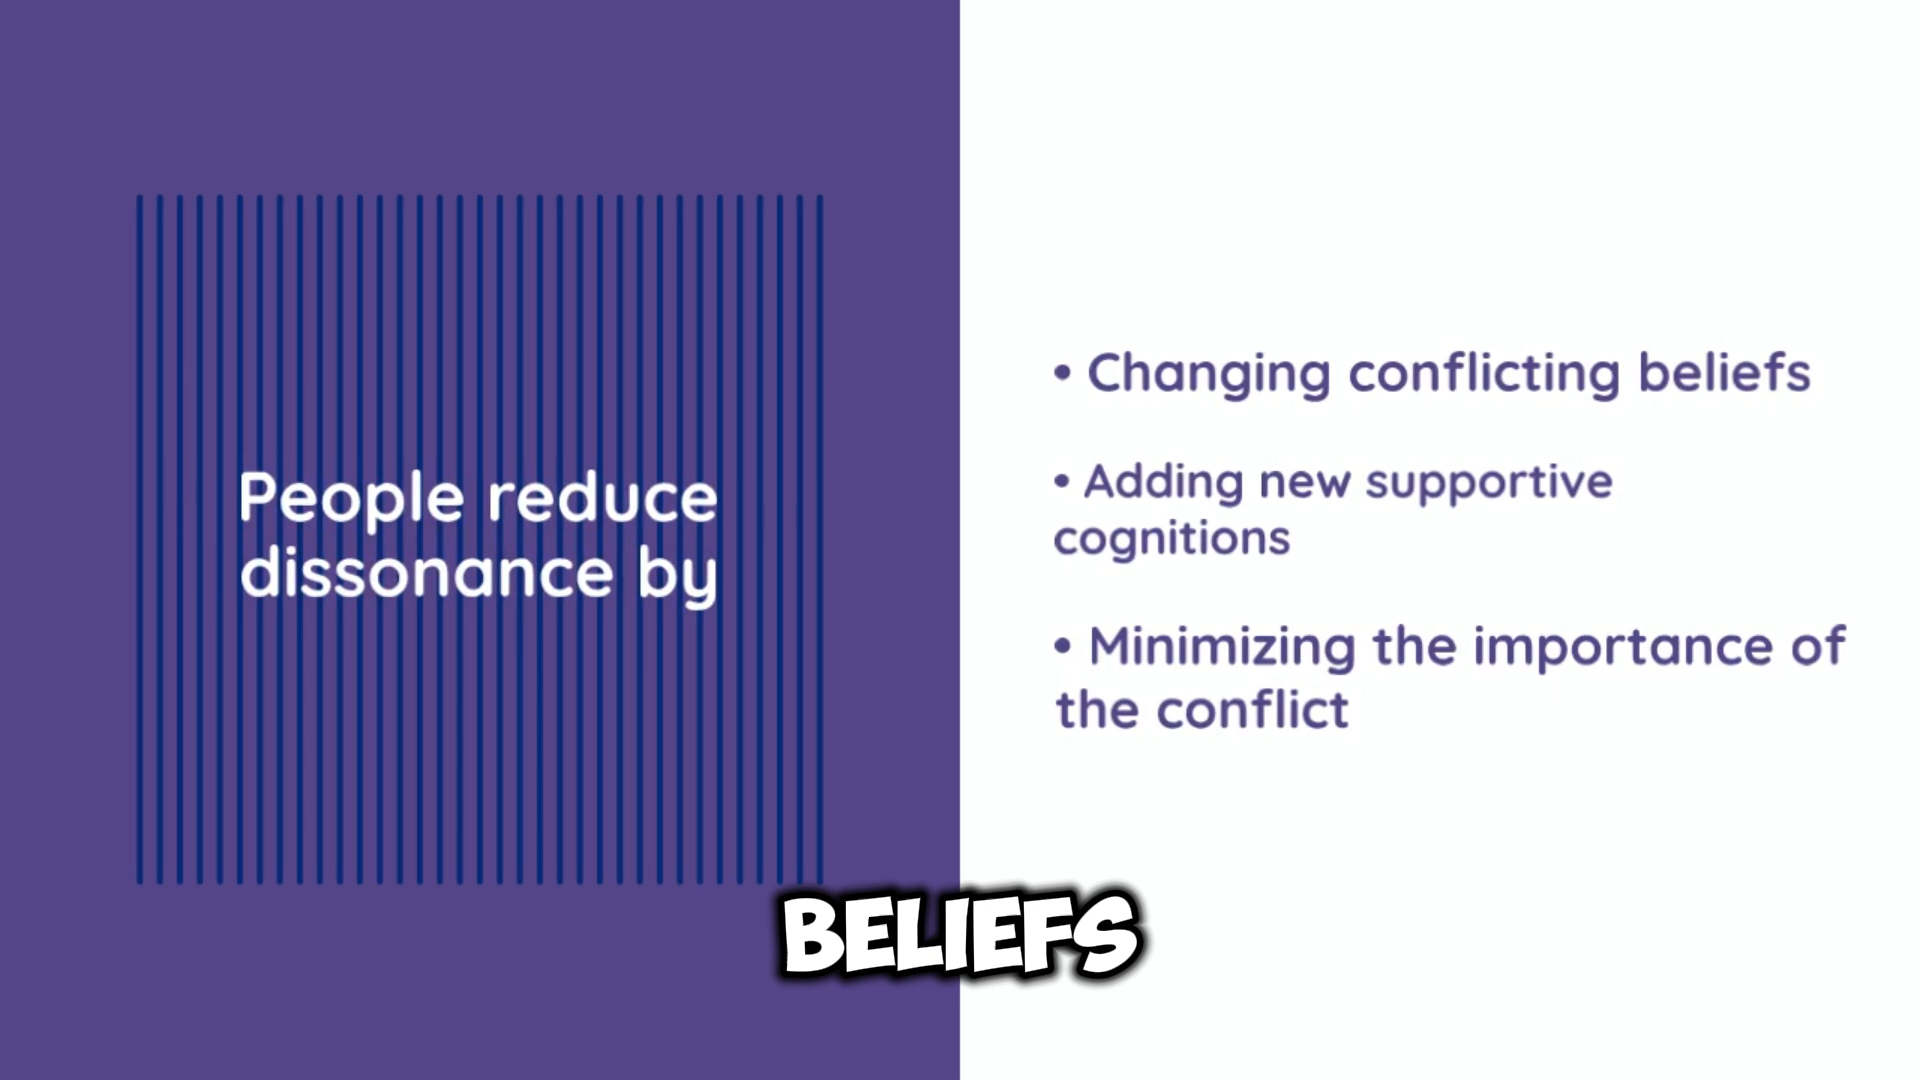 People reduce
dissonance by
• Changing conflicting beliefs
• Adding new supportive
cognitions
• Minimizing the importance of
the conflict
BELIEFS